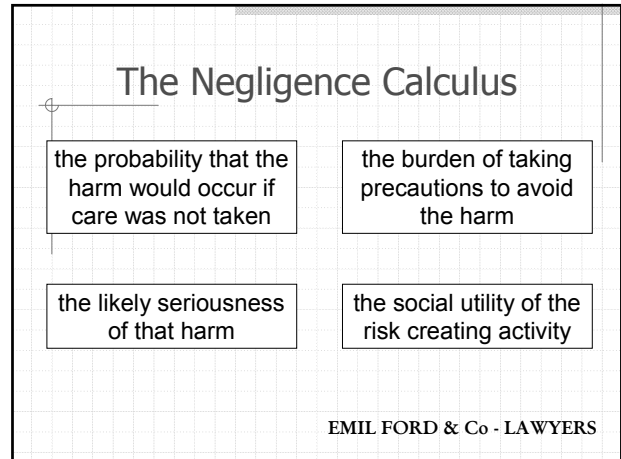 The Negligence Calculus
the probability that the
harm would occur if
care was not taken
the burden of taking
precautions to avoid
the harm
the likely seriousness
of that harm
the social utility of the
risk creating activity
EMIL FORD & Co - LAWYERS